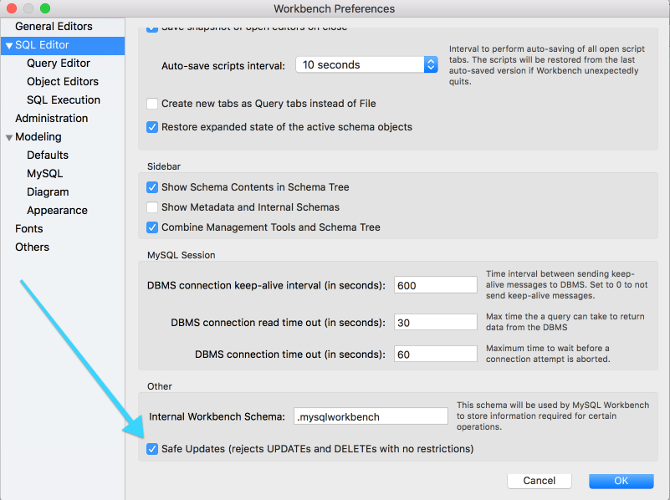 Workbench Preferences
General Editors
SQL Editor
Query Editor
Object Editors
SQL Execution
Administration
Modeling
Defaults
MySQL
Diagram
Appearance
Fonts
Others
Save snapshot of open editors on close
Auto-save scripts interval:
10 seconds
Interval to perform auto-saving of all open script
tabs. The scripts will be restored from the last
auto-saved version if Workbench unexpectedly
quits.
Create new tabs as Query tabs instead of File
Restore expanded state of the active schema objects
Sidebar
Show Schema Contents in Schema Tree
Show Metadata and Internal Schemas
Combine Management Tools and Schema Tree
MySQL Session
DBMS connection keep-alive interval (in seconds):
600
Time interval between sending keep-
alive messages to DBMS. Set to 0 to not
send keep-alive messages.
DBMS connection read time out (in seconds):
30
Max time the a query can take to return
data from the DBMS
DBMS connection time out (in seconds):
60
Maximum time to wait before a
connection attempt is aborted.
Other
Internal Workbench Schema:
.mysqlworkbench
This schema will be used by MySQL Workbench
to store information required for certain
operations.
Safe Updates (rejects UPDATEs and DELETEs with no restrictions)
Cancel
OK